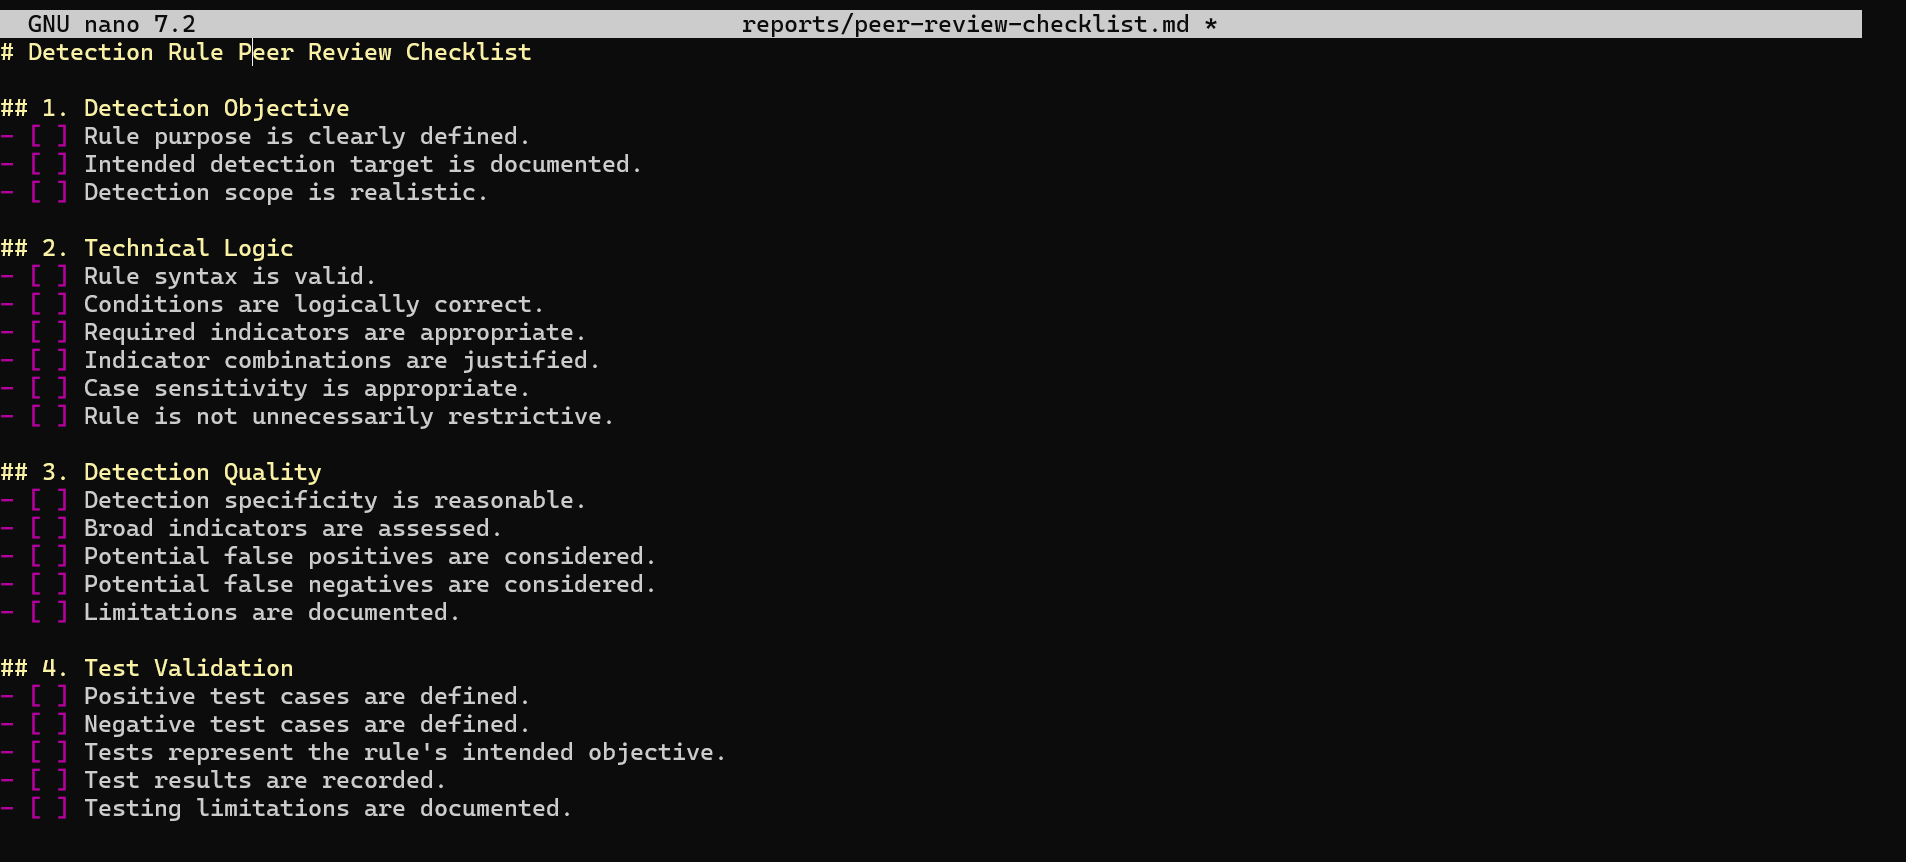 GNU nano 7.2 reports/peer-review-checklist.md *
# Detection Rule Peer Review Checklist
## 1. Detection Objective
- [ ] Rule purpose is clearly defined.
- [ ] Intended detection target is documented.
- [ ] Detection scope is realistic.
## 2. Technical Logic
- [ ] Rule syntax is valid.
- [ ] Conditions are logically correct.
- [ ] Required indicators are appropriate.
- [ ] Indicator combinations are justified.
- [ ] Case sensitivity is appropriate.
- [ ] Rule is not unnecessarily restrictive.
## 3. Detection Quality
- [ ] Detection specificity is reasonable.
- [ ] Broad indicators are assessed.
- [ ] Potential false positives are considered.
- [ ] Potential false negatives are considered.
- [ ] Limitations are documented.
## 4. Test Validation
- [ ] Positive test cases are defined.
- [ ] Negative test cases are defined.
- [ ] Tests represent the rule's intended objective.
- [ ] Test results are recorded.
- [ ] Testing limitations are documented.